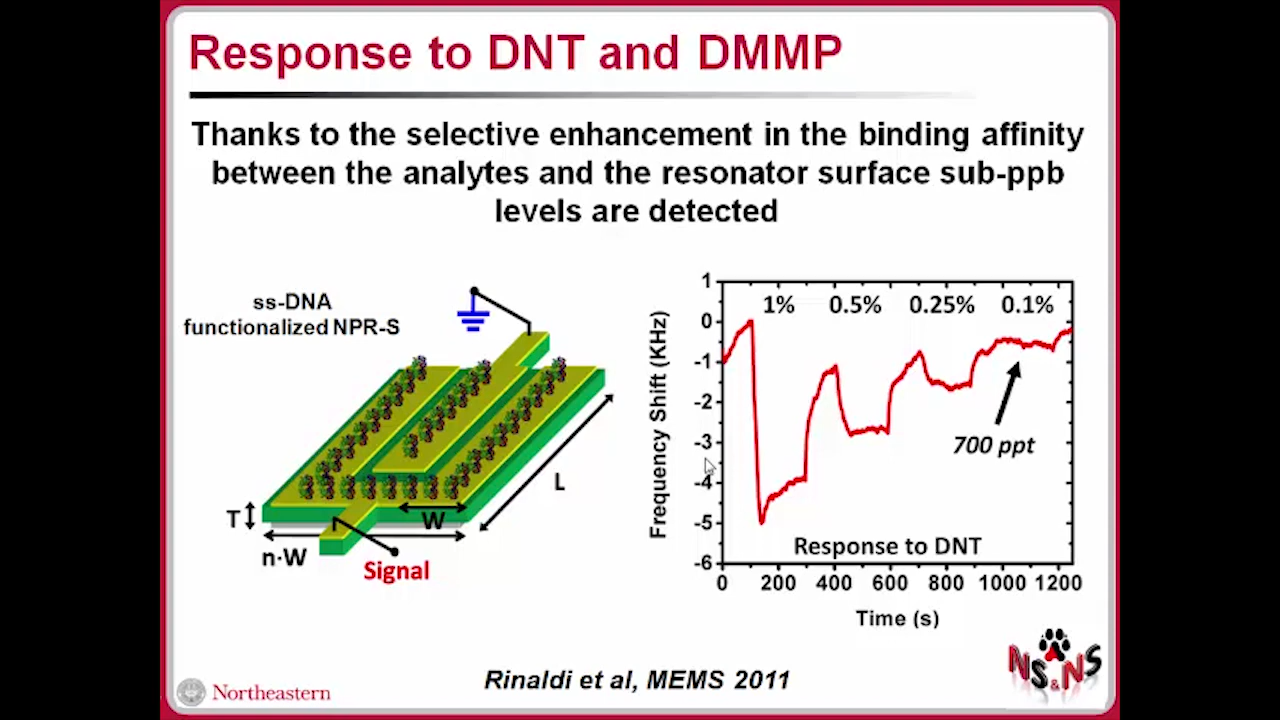 Response to DNT and DMMP
Thanks to the selective enhancement in the binding affinity
between the analytes and the resonator surface sub-ppb
levels are detected
ss-DNA
functionalized NPR-S
T
n·W
W
L
Signal
Frequency Shift (KHz)
1
0
-1
-2
-3
-4
-5
-6
1% 0.5% 0.25% 0.1%
700 ppt
Response to DNT
0 200 400 600 800 1000 1200
Time (s)
Rinaldi et al, MEMS 2011
Northeastern
NS&NS